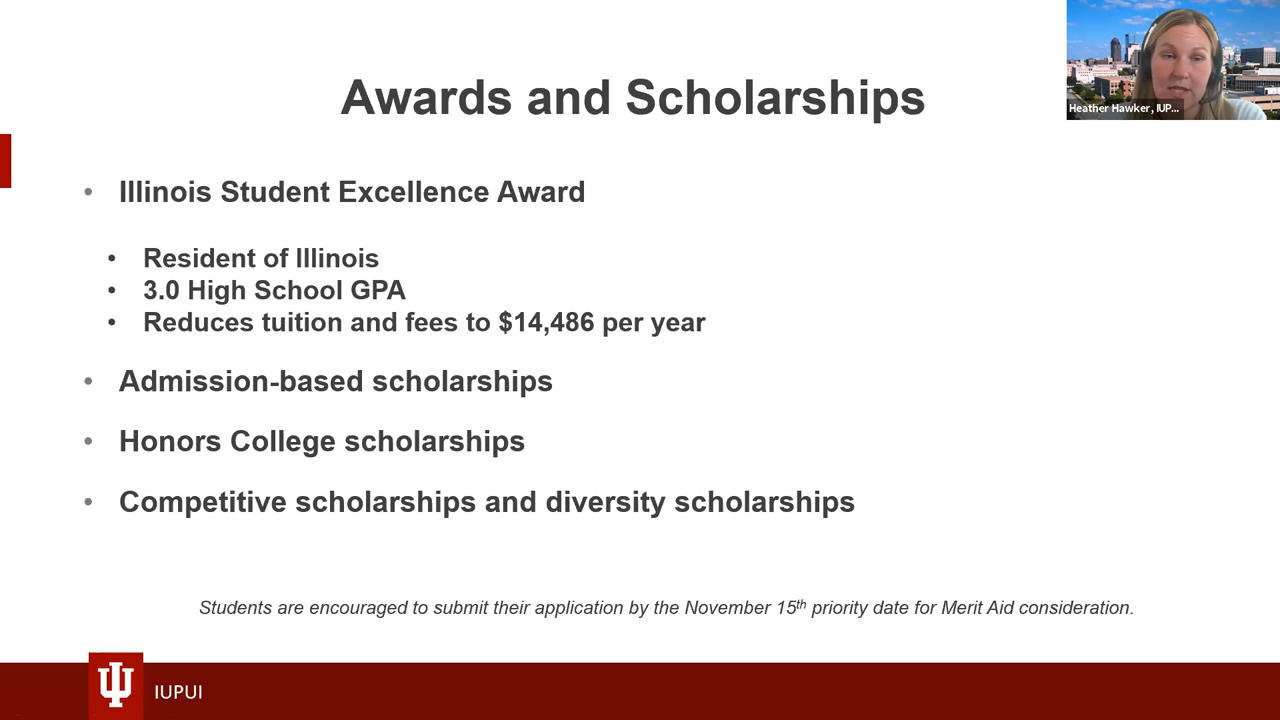 Awards and Scholarships
Heather Hawker, IUP...
• Illinois Student Excellence Award
• Resident of Illinois
• 3.0 High School GPA
• Reduces tuition and fees to $14,486 per year
• Admission-based scholarships
• Honors College scholarships
• Competitive scholarships and diversity scholarships
Students are encouraged to submit their application by the November 15th priority date for Merit Aid consideration.
IUPUI